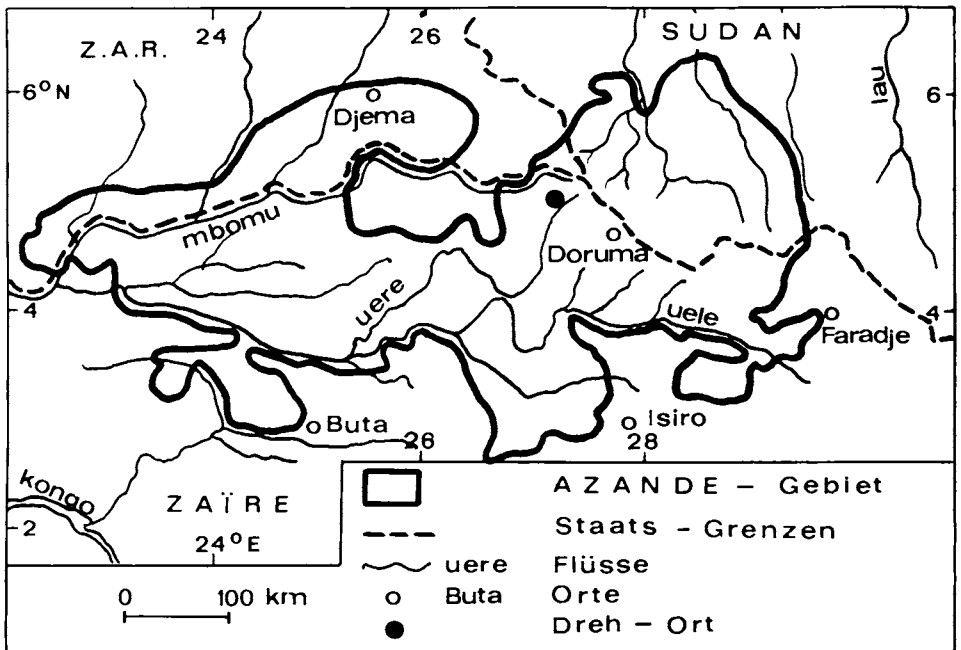 24
26
SUDAN
Z.A.R.
6°N
6
lau
Djema
mbomu
Doruma
uere
4
uele
4
Faradje
Buta
26
28
Isiro
kongo
ZAÏRE
2
24°E
AZANDE – Gebiet
Staats – Grenzen
uere Flüsse
0 100 km
Buta Orte
Dreh – Ort